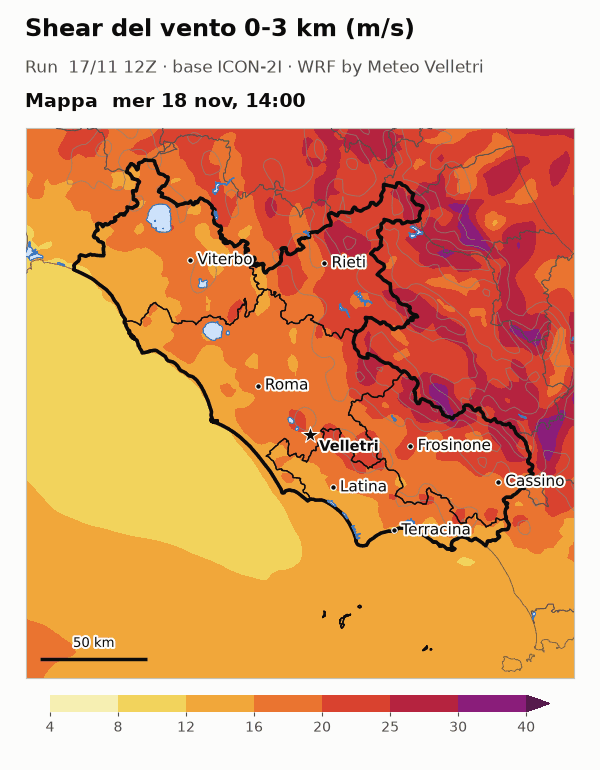 Shear del vento 0-3 km (m/s)
Run  17/11 12Z · base ICON-2I · WRF by Meteo Velletri
Mappa  mer 18 nov, 14:00
Viterbo
Rieti
Roma
Velletri
Frosinone
Cassino
Latina
Terracina
50 km
4 8 12 16 20 25 30 40